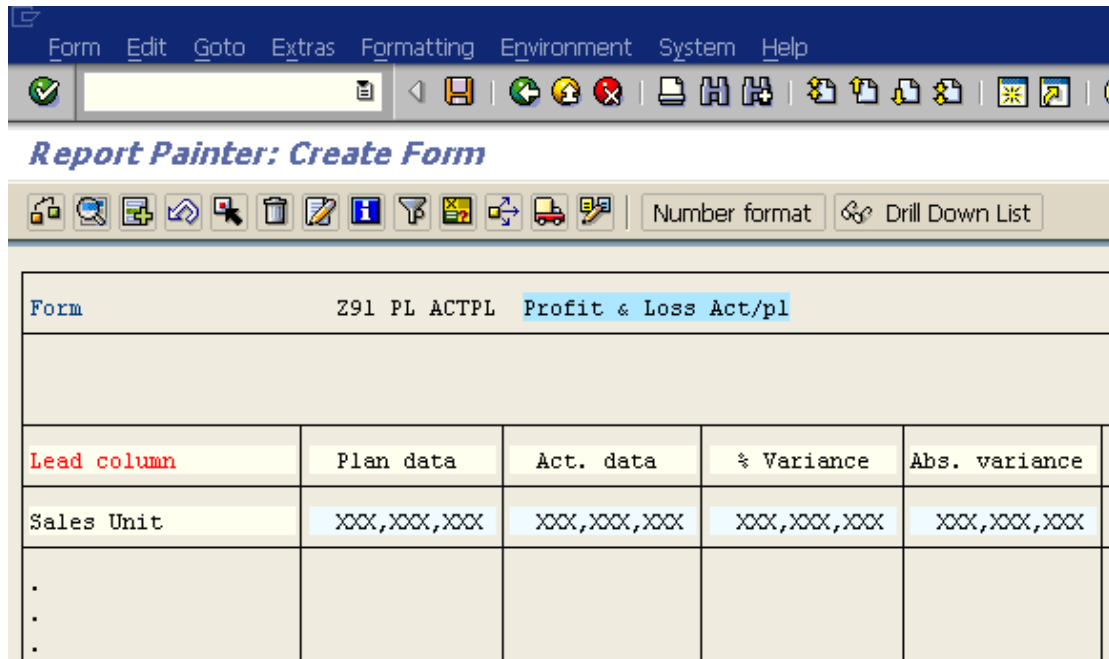 Form Edit Goto Extras Formatting Environment System Help
Report Painter: Create Form
Number format Drill Down List
Form Z91 PL ACTPL Profit & Loss Act/pl
Lead column Plan data Act. data % Variance Abs. variance
Sales Unit XXX,XXX,XXX XXX,XXX,XXX XXX,XXX,XXX XXX,XXX,XXX
.
.
.